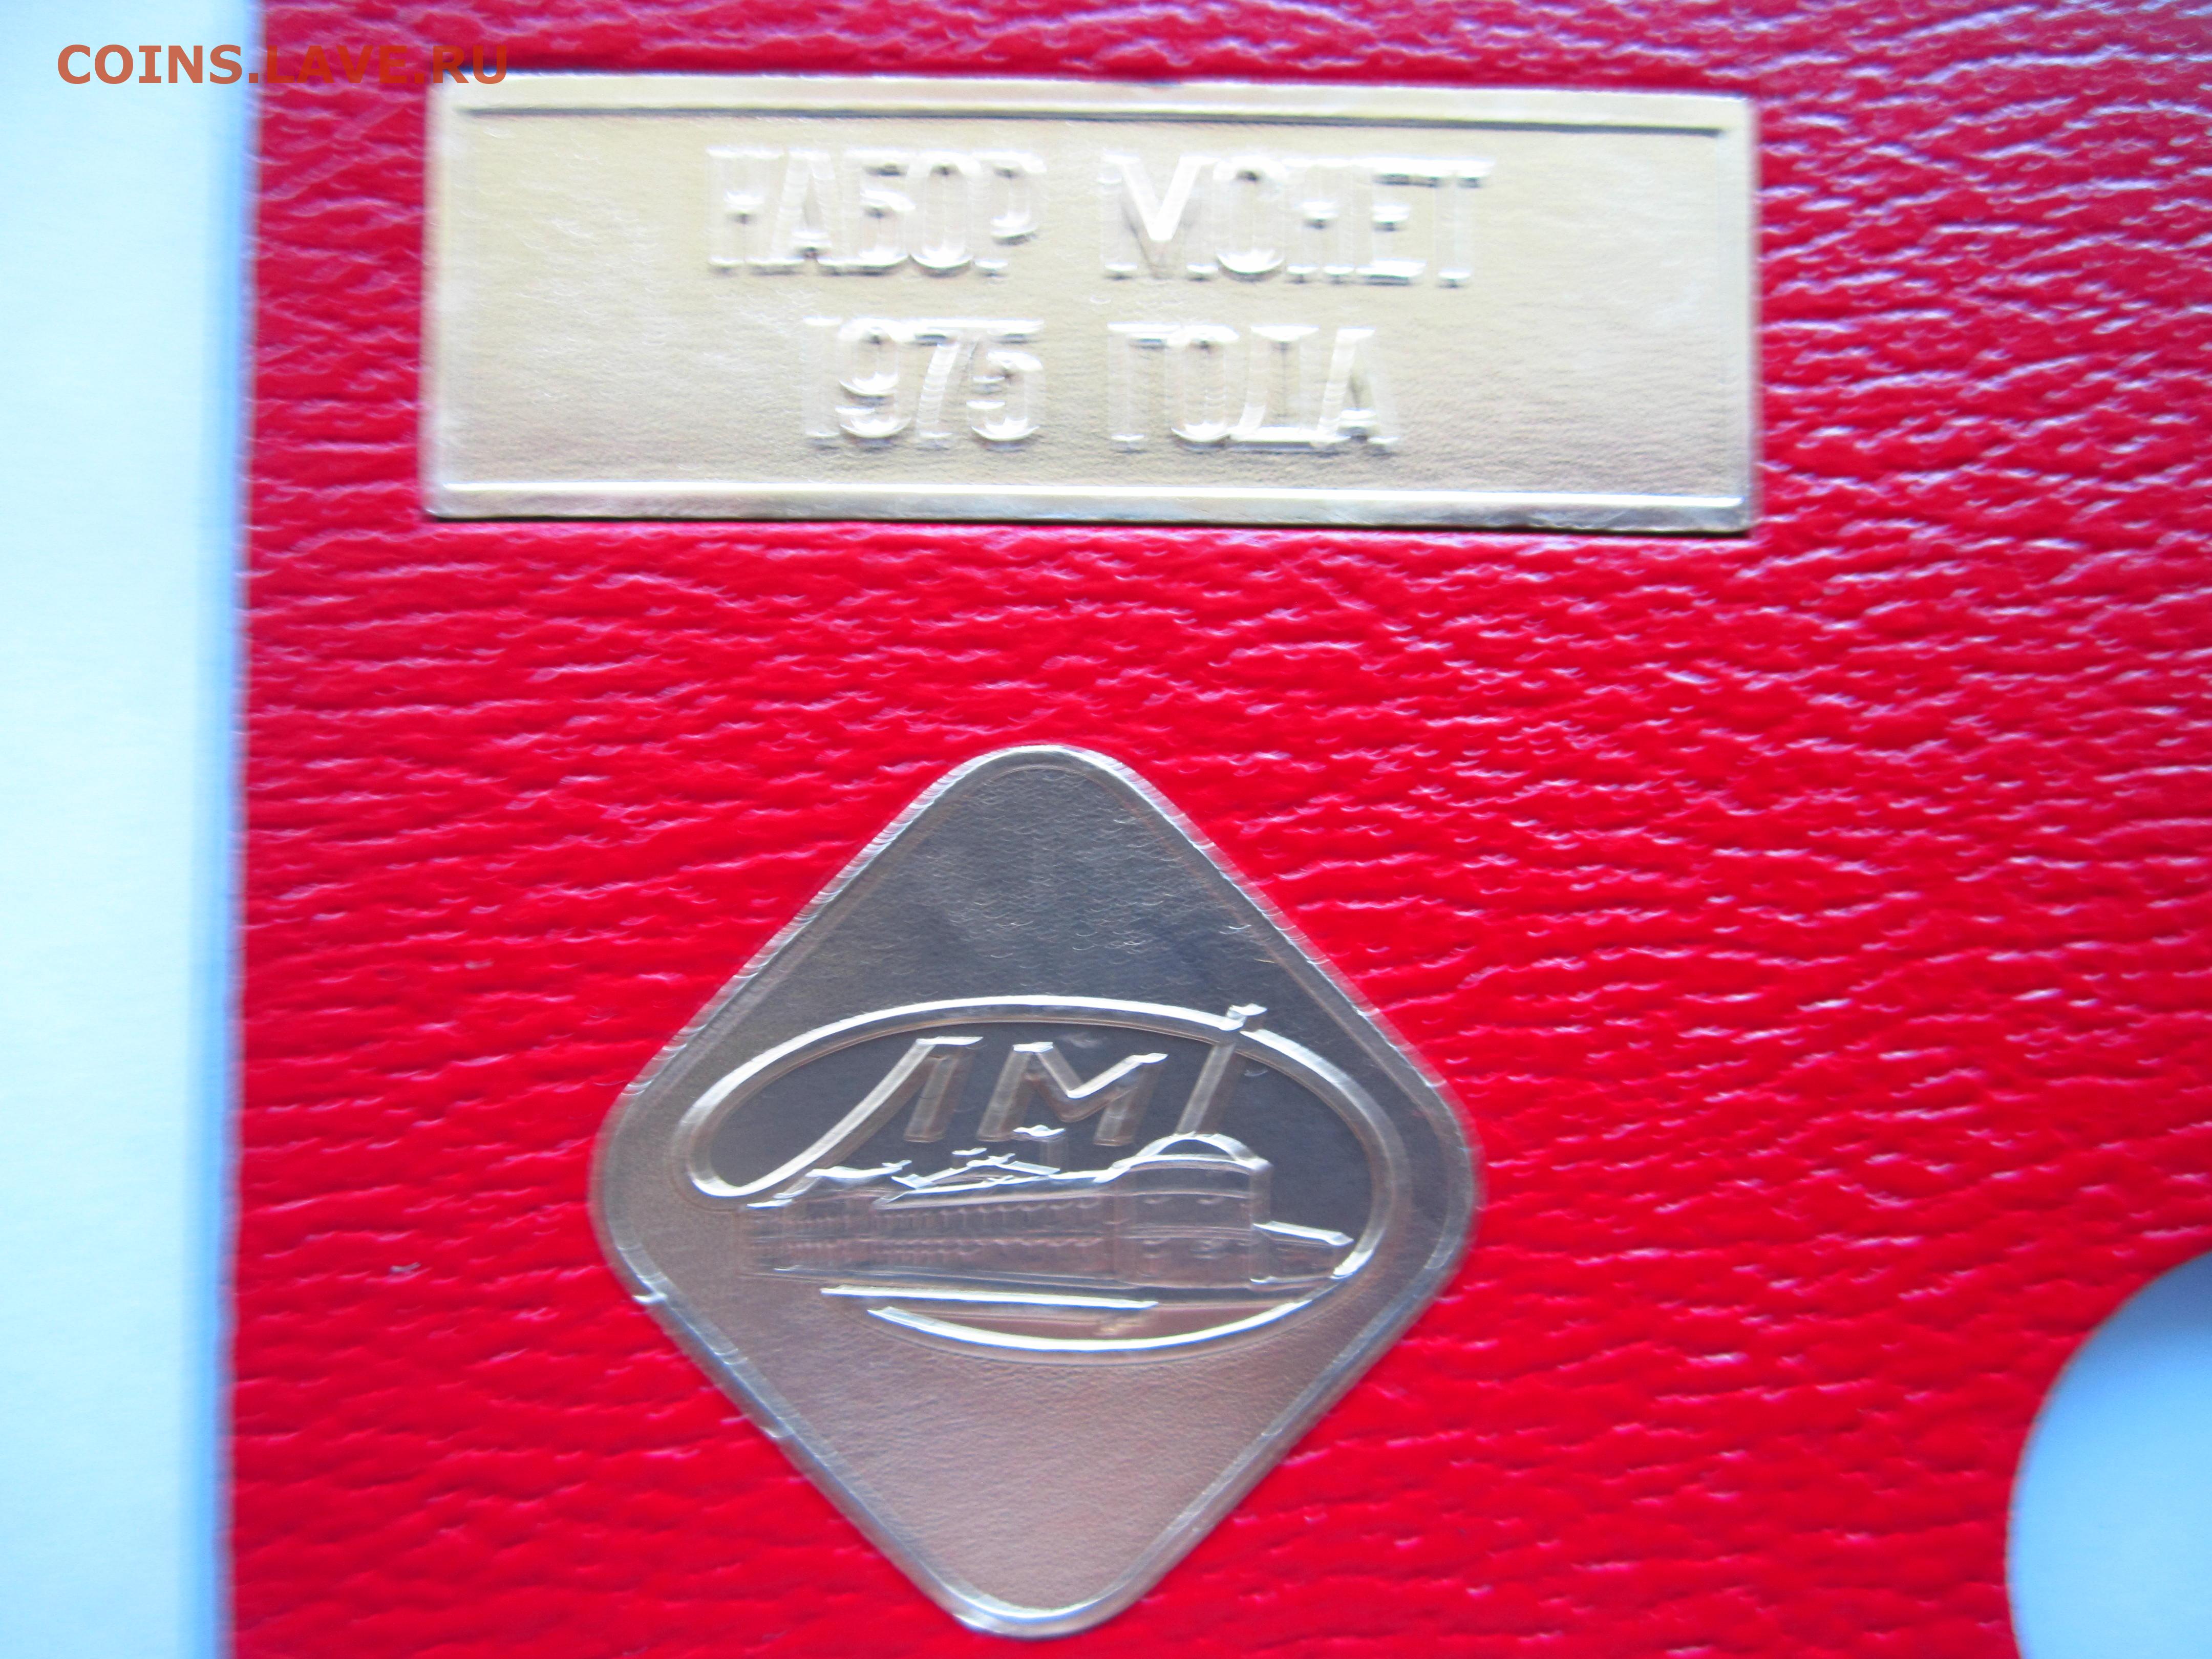 COINS.LAVE.RU
НАБОР МОНЕТ
1975 ГОДА
ЛМД